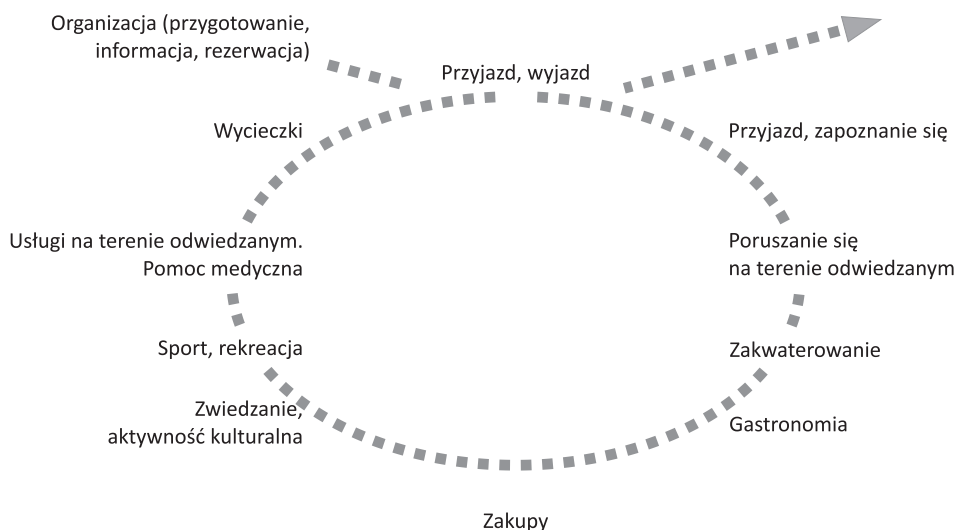 Organizacja (przygotowanie,
informacja, rezerwacja)
Przyjazd, wyjazd
Wycieczki
Przyjazd, zapoznanie się
Usługi na terenie odwiedzanym.
Pomoc medyczna
Poruszanie się
na terenie odwiedzanym
Sport, rekreacja
Zakwaterowanie
Zwiedzanie,
aktywność kulturalna
Gastronomia
Zakupy